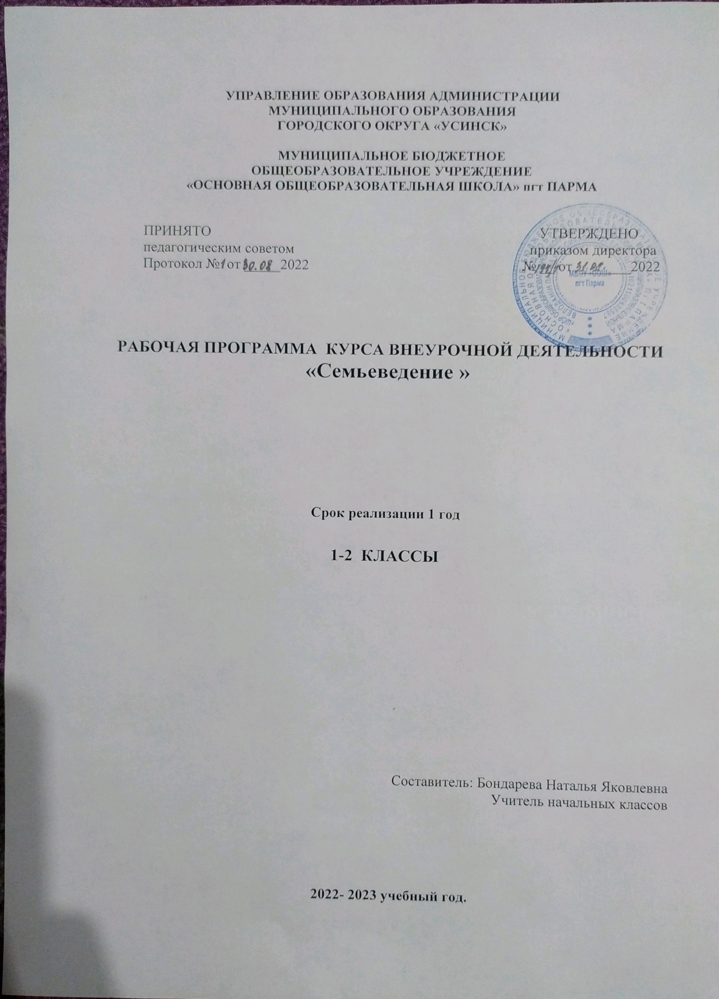 УПРАВЛЕНИЕ ОБРАЗОВАНИЯ АДМИНИСТРАЦИИ
МУНИЦИПАЛЬНОГО ОБРАЗОВАНИЯ
ГОРОДСКОГО ОКРУГА «УСИНСК»
МУНИЦИПАЛЬНОЕ БЮДЖЕТНОЕ
ОБЩЕОБРАЗОВАТЕЛЬНОЕ УЧРЕЖДЕНИЕ
«ОСНОВНАЯ ОБЩЕОБРАЗОВАТЕЛЬНАЯ ШКОЛА» пгт ПАРМА
ПРИНЯТО
педагогическим советом
Протокол №1 от 30.08 2022
УТВЕРЖДЕНО
приказом директора
№ от 31.08. 2022
МБОУ «ООШ»
пгт Парма
РАБОЧАЯ ПРОГРАММА КУРСА ВНЕУРОЧНОЙ ДЕЯТЕЛЬНОСТИ
«Семьеведение »
Срок реализации 1 год
1-2 КЛАССЫ
Составитель: Бондарева Наталья Яковлевна
Учитель начальных классов
2022- 2023 учебный год.